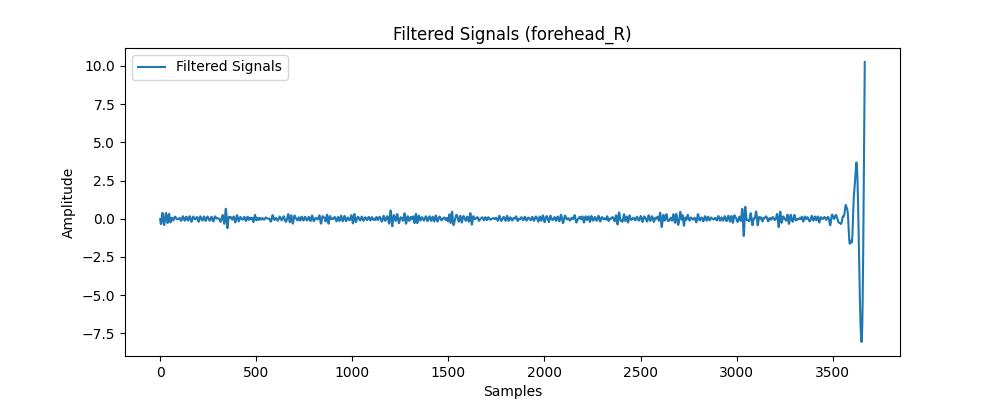 Filtered Signals (forehead_R)
Filtered Signals
10.0
7.5
5.0
2.5
0.0
−2.5
−5.0
−7.5
Amplitude
0 500 1000 1500 2000 2500 3000 3500
Samples